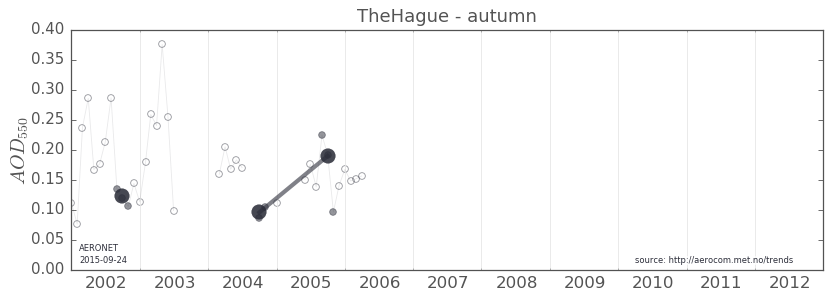 TheHague - autumn
0.40
0.35
0.30
0.25
0.20
0.15
0.10
0.05
0.00
AOD550
AERONET
2015-09-24
source: http://aerocom.met.no/trends
2002 2003 2004 2005 2006 2007 2008 2009 2010 2011 2012